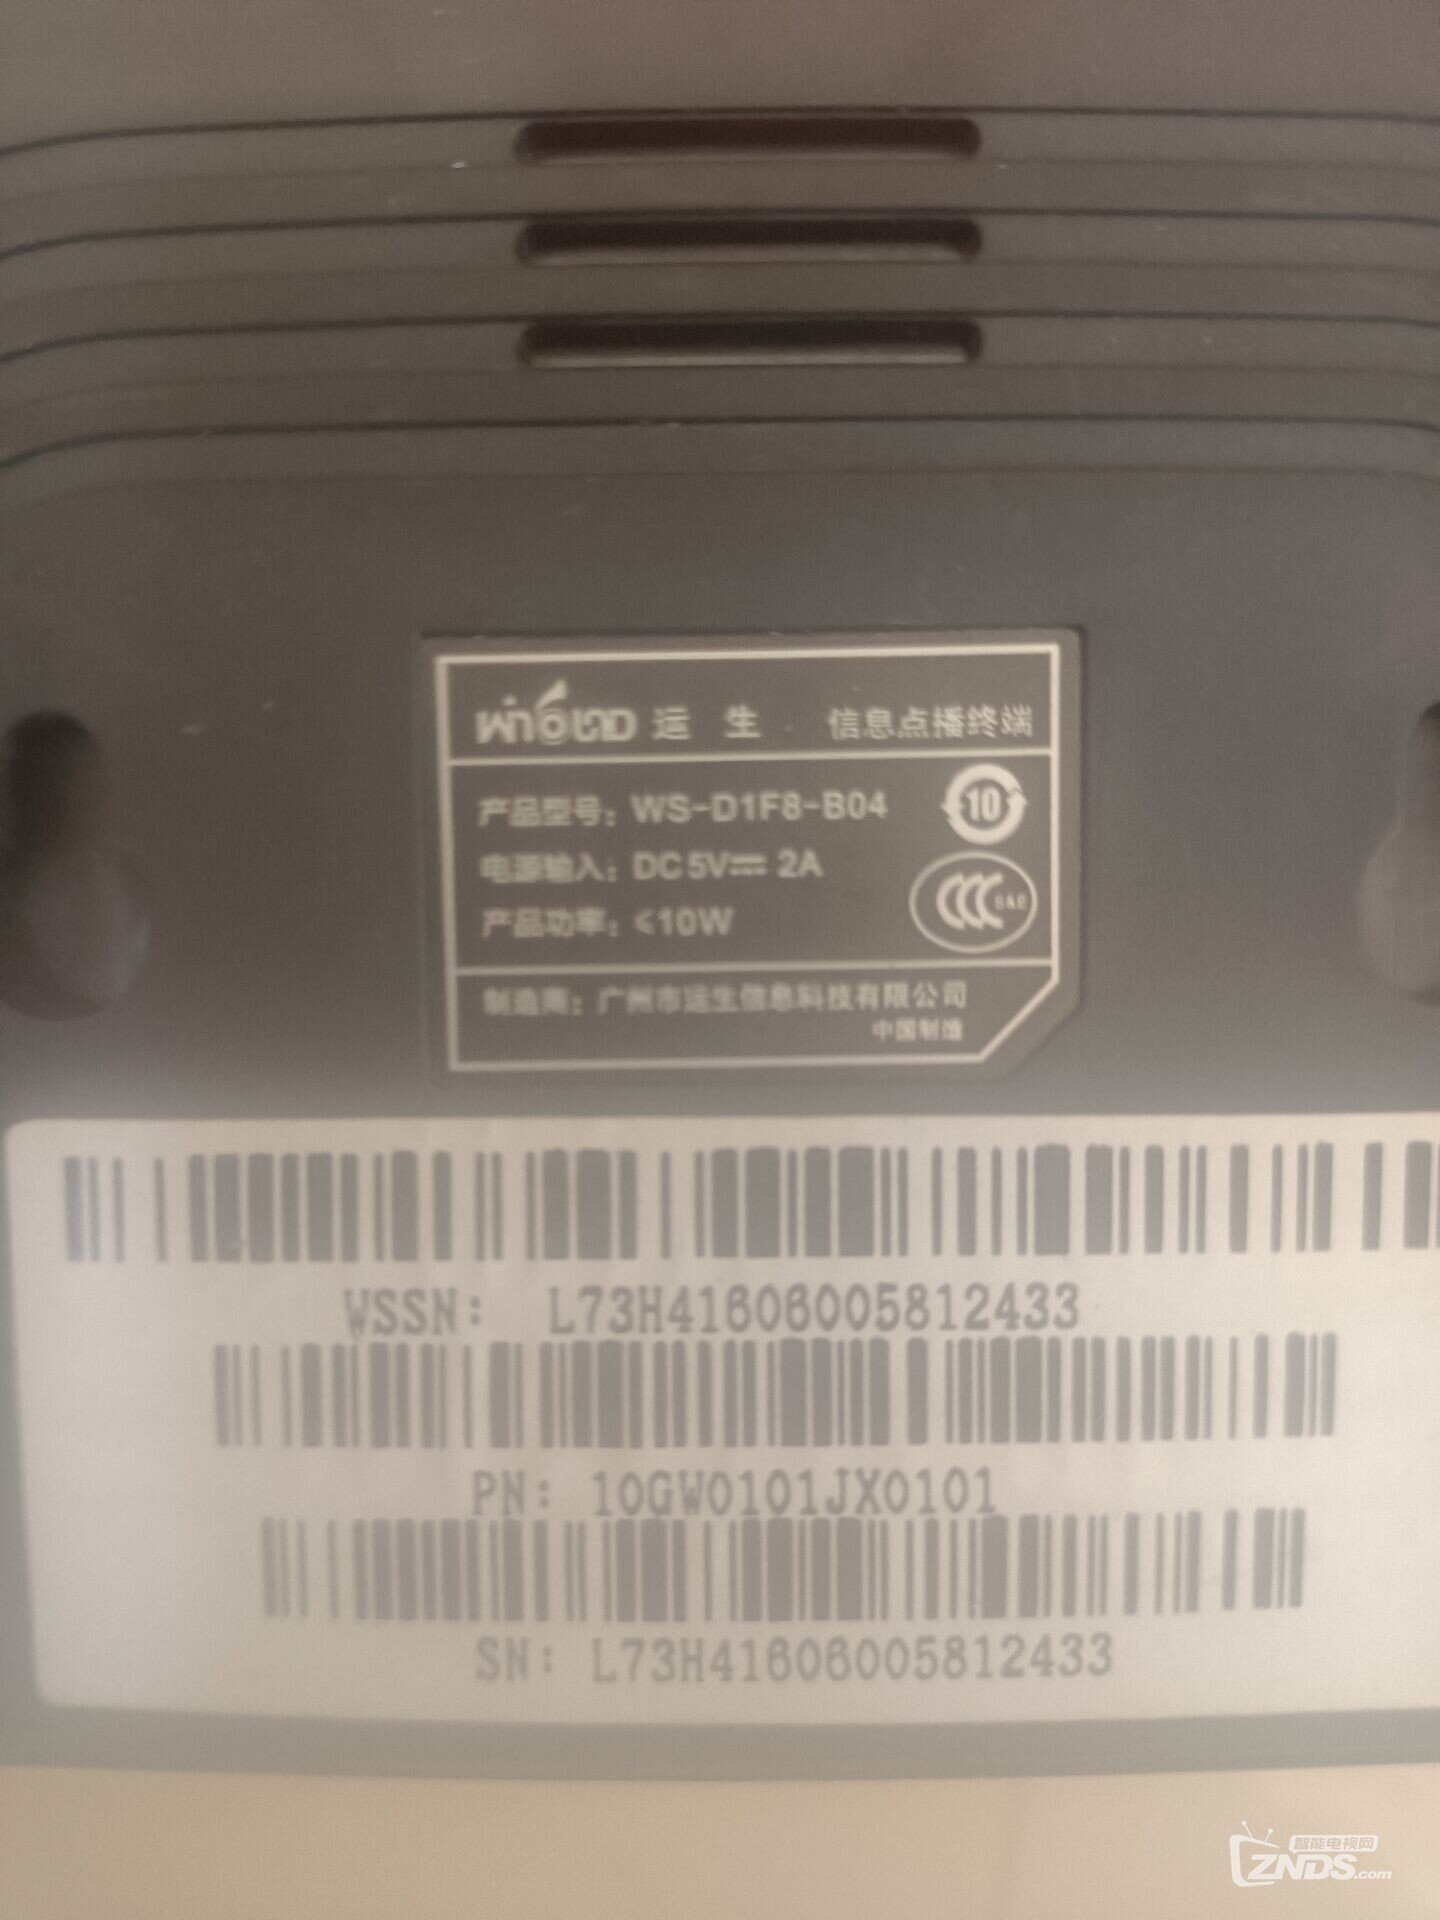 运 生 信息点播终端
产品型号：WS-D1F8-B04
10
电源输入：DC5V⎓2A
产品功率：≤10W
CCC S&E
制造商：广州市运生信息科技有限公司
中国制造
WSSN: L73H41606005812433
PN: 10GW0101JX0101
SN: L73H41606005812433
智能电视网
ZNDS.com